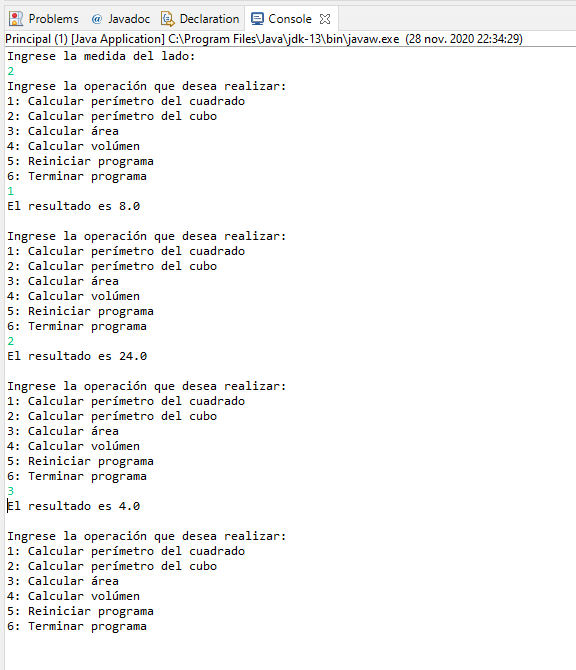 Problems @ Javadoc Declaration Console
Principal (1) [Java Application] C:\Program Files\Java\jdk-13\bin\javaw.exe (28 nov. 2020 22:34:29)
Ingrese la medida del lado:
2
Ingrese la operación que desea realizar:
1: Calcular perímetro del cuadrado
2: Calcular perímetro del cubo
3: Calcular área
4: Calcular volúmen
5: Reiniciar programa
6: Terminar programa
1
El resultado es 8.0
Ingrese la operación que desea realizar:
1: Calcular perímetro del cuadrado
2: Calcular perímetro del cubo
3: Calcular área
4: Calcular volúmen
5: Reiniciar programa
6: Terminar programa
2
El resultado es 24.0
Ingrese la operación que desea realizar:
1: Calcular perímetro del cuadrado
2: Calcular perímetro del cubo
3: Calcular área
4: Calcular volúmen
5: Reiniciar programa
6: Terminar programa
3
El resultado es 4.0
Ingrese la operación que desea realizar:
1: Calcular perímetro del cuadrado
2: Calcular perímetro del cubo
3: Calcular área
4: Calcular volúmen
5: Reiniciar programa
6: Terminar programa